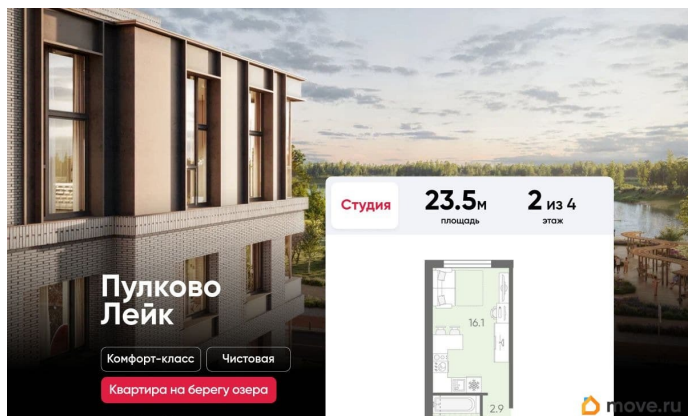 Студия
23.5м
площадь
2 из 4
этаж
16.1
2.9
Пулково
Лейк
Комфорт-класс
Чистовая
Квартира на берегу озера
move.ru